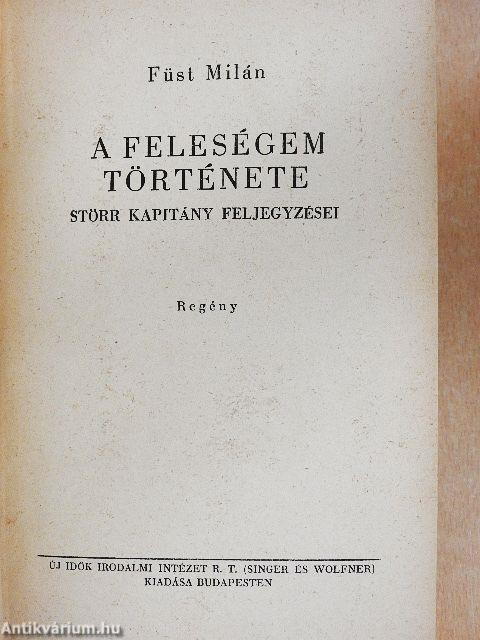 Füst Milán
A FELESÉGEM
TÖRTÉNETE
STÖRR KAPITÁNY FELJEGYZÉSEI
Regény
ÚJ IDŐK IRODALMI INTÉZET R. T. (SINGER ÉS WOLFNER)
KIADÁSA BUDAPESTEN
Antikvárium.hu